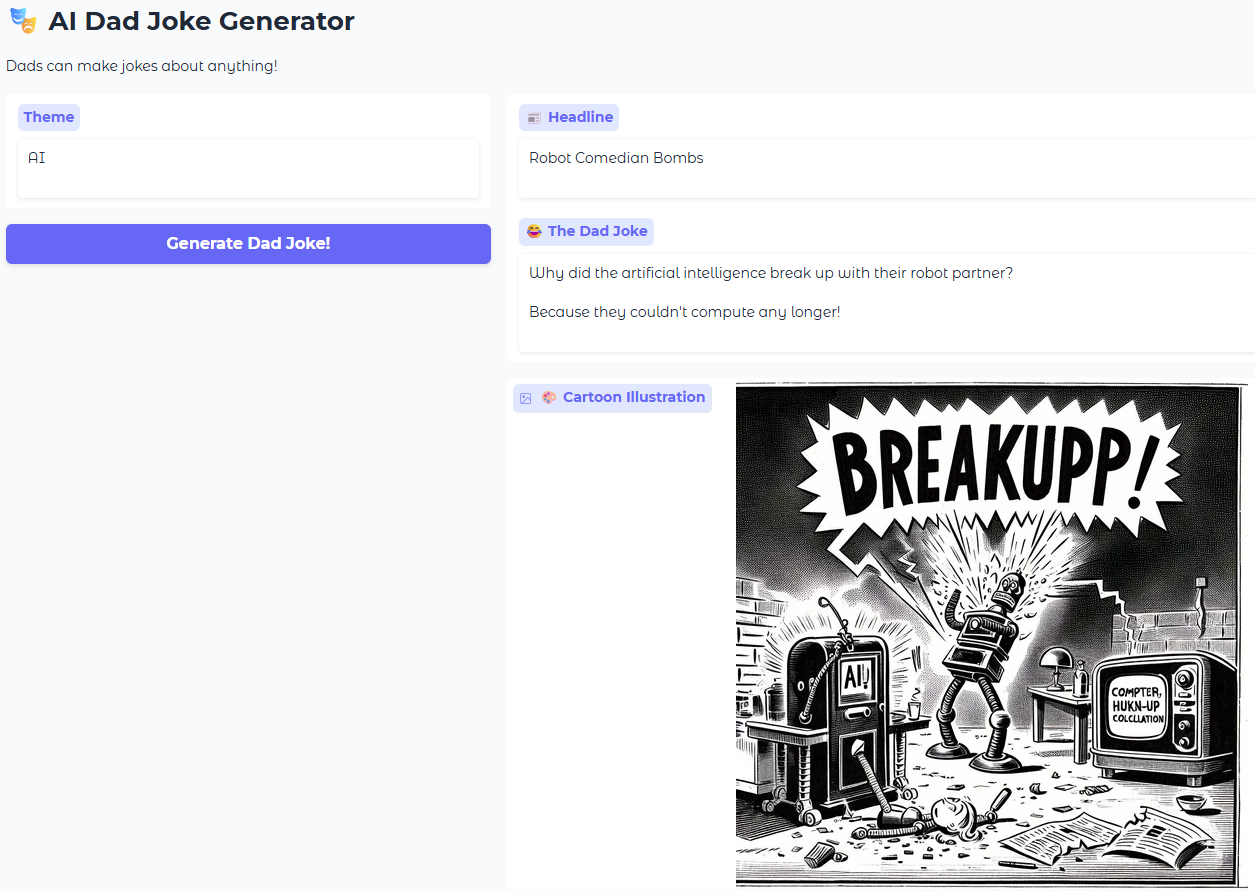 AI Dad Joke Generator
Dads can make jokes about anything!
Theme
AI
Generate Dad Joke!
Headline
Robot Comedian Bombs
The Dad Joke
Why did the artificial intelligence break up with their robot partner?
Because they couldn't compute any longer!
Cartoon Illustration
BREAKUPP!
AI!
COMPTER,
HUKN-UP
COLCLLATION